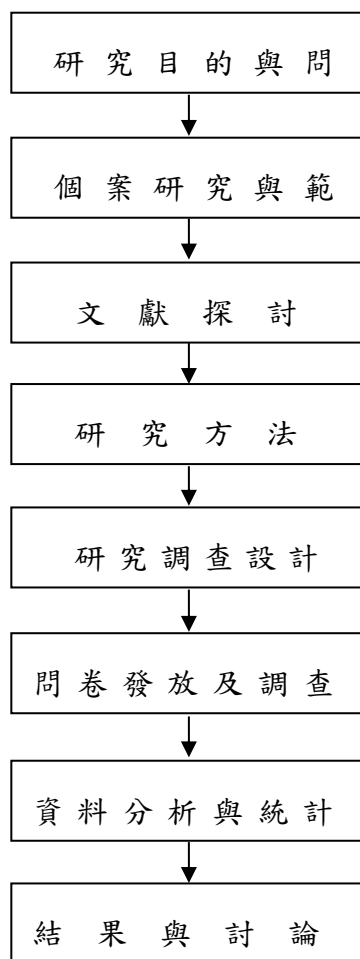 研究目的與問
個案研究與範
文獻探討
研究方法
研究調查設計
問卷發放及調查
資料分析與統計
結果與討論